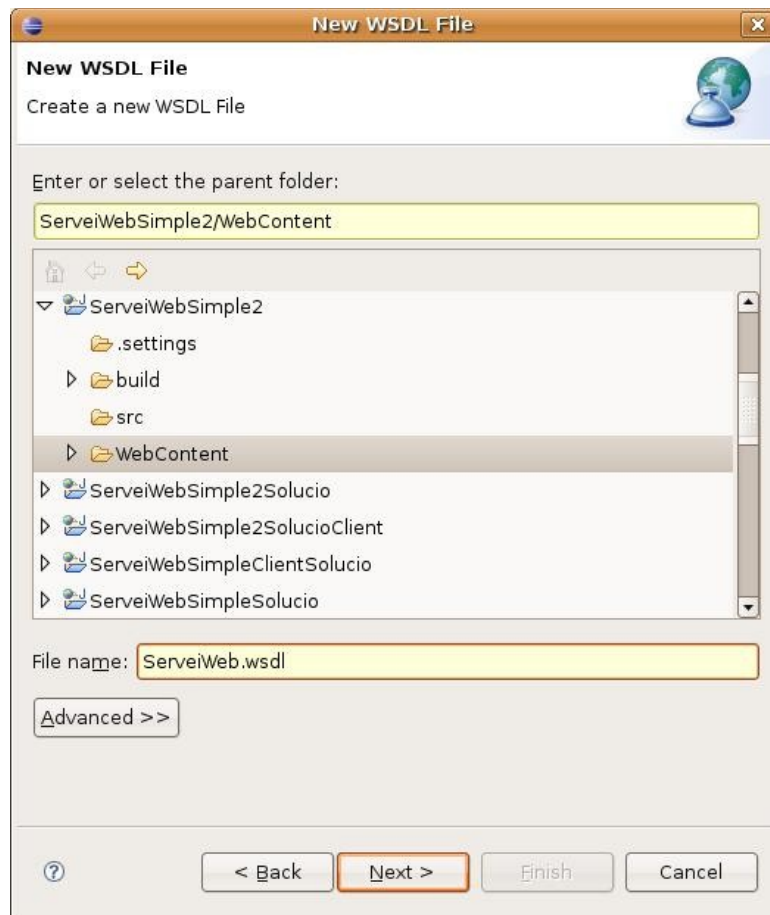 New WSDL File
New WSDL File
Create a new WSDL File
Enter or select the parent folder:
ServeiWebSimple2/WebContent
ServeiWebSimple2
.settings
build
src
WebContent
ServeiWebSimple2Solucio
ServeiWebSimple2SolucioClient
ServeiWebSimpleClientSolucio
ServeiWebSimpleSolucio
File name: ServeiWeb.wsdl
Advanced >>
? < Back Next > Finish Cancel